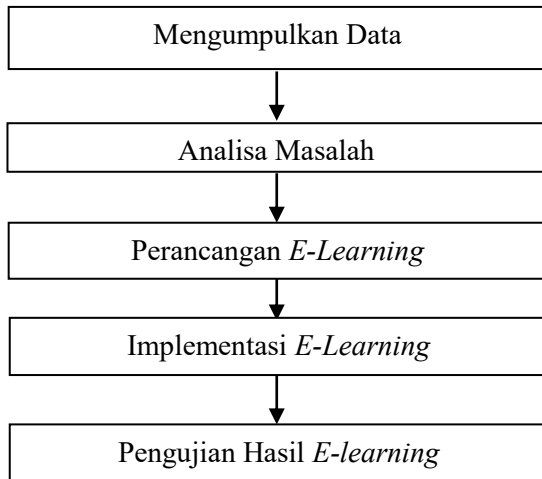 Mengumpulkan Data
Analisa Masalah
Perancangan E-Learning
Implementasi E-Learning
Pengujian Hasil E-learning